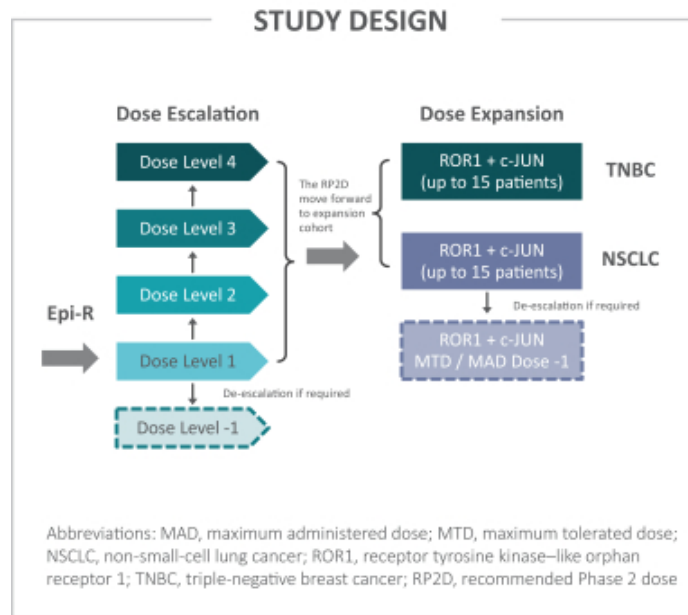 STUDY DESIGN
Dose Escalation
Dose Expansion
Dose Level 4
Dose Level 3
Dose Level 2
Epi-R
Dose Level 1
De-escalation if required
Dose Level -1
The RP2D
move forward
to expansion
cohort
ROR1 + c-JUN
(up to 15 patients)
TNBC
ROR1 + c-JUN
(up to 15 patients)
NSCLC
De-escalation if required
ROR1 + c-JUN
MTD / MAD Dose -1
Abbreviations: MAD, maximum administered dose; MTD, maximum tolerated dose;
NSCLC, non-small-cell lung cancer; ROR1, receptor tyrosine kinase–like orphan
receptor 1; TNBC, triple-negative breast cancer; RP2D, recommended Phase 2 dose